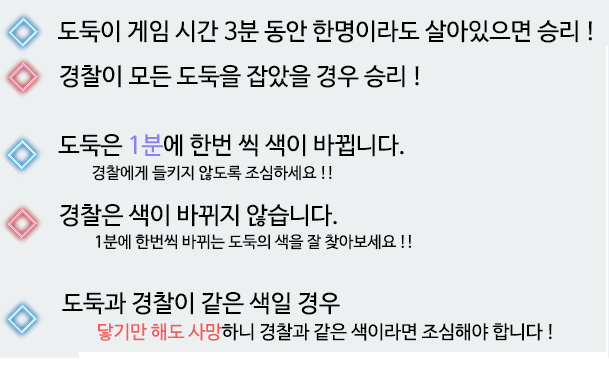 도둑이 게임 시간 3분 동안 한명이라도 살아있으면 승리 !
경찰이 모든 도둑을 잡았을 경우 승리 !
도둑은 1분에 한번 씩 색이 바뀝니다.
경찰에게 들키지 않도록 조심하세요 ! !
경찰은 색이 바뀌지 않습니다.
1분에 한번씩 바뀌는 도둑의 색을 잘 찾아보세요 ! !
도둑과 경찰이 같은 색일 경우
닿기만 해도 사망하니 경찰과 같은 색이라면 조심해야 합니다 !